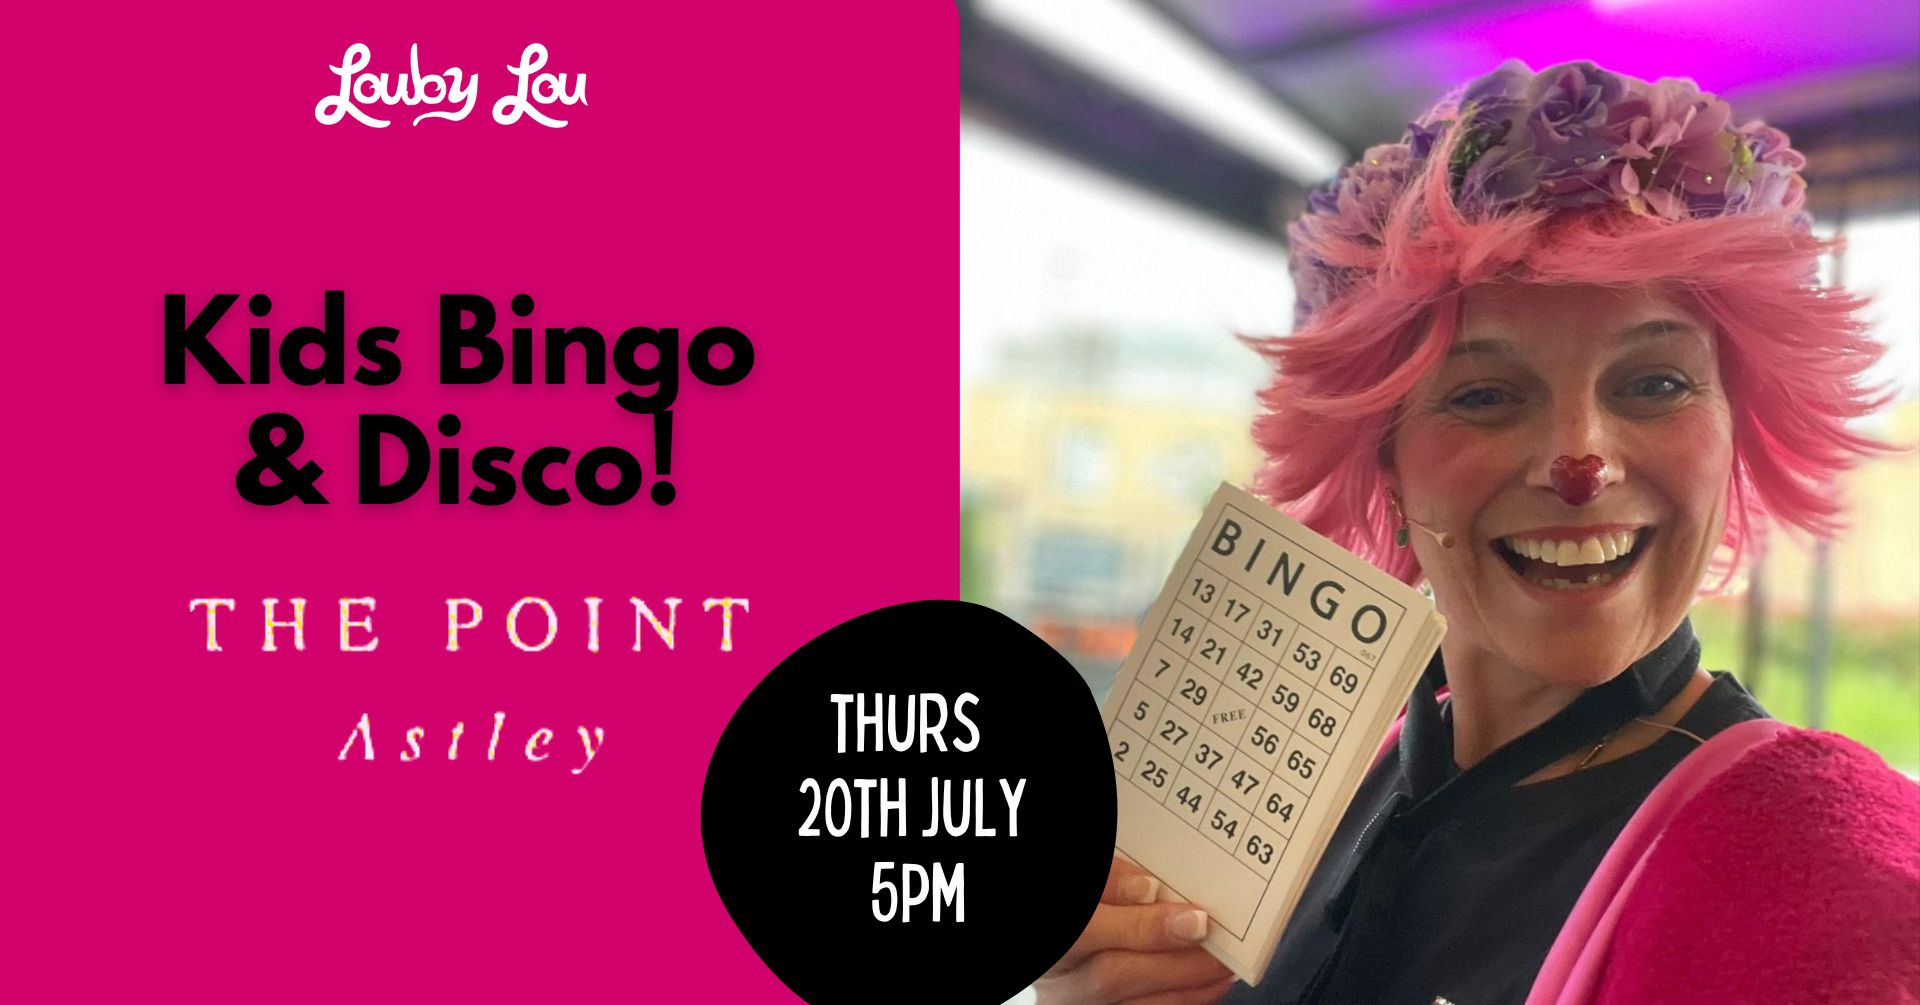 Louby Lou
Kids Bingo
& Disco!
THE POINT
Astley
THURS
20TH JULY
5PM
BINGO
067
13 17 31 53 69
14 21 42 59 68
7 29 FREE 56 65
5 27 37 47 64
2 25 44 54 63